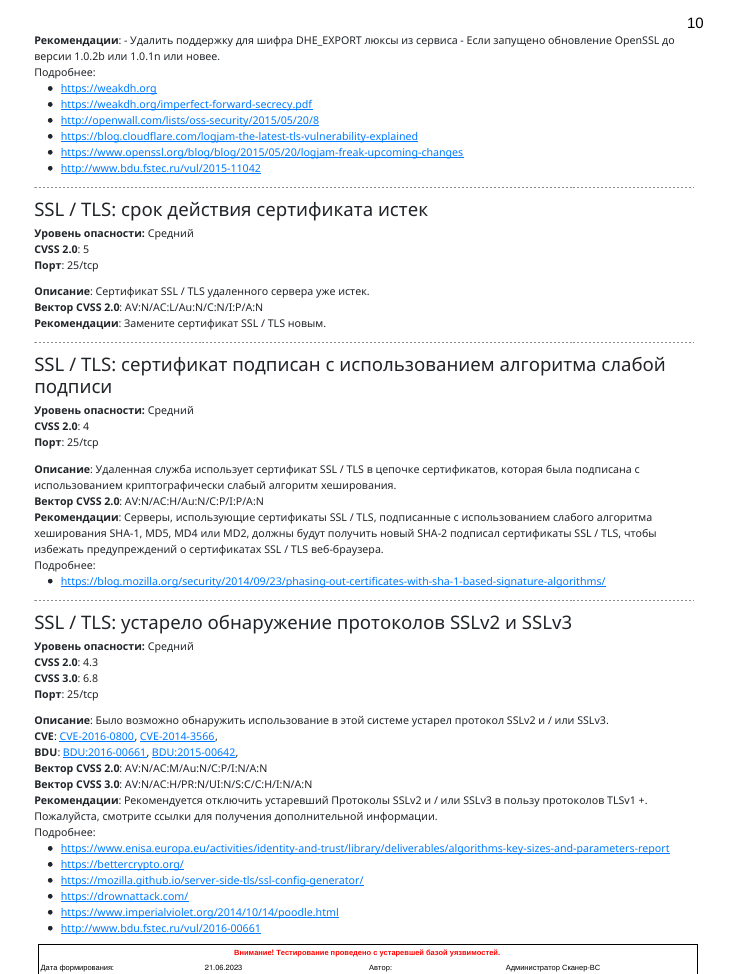 10
Рекомендации: - Удалить поддержку для шифра DHE_EXPORT люксы из сервиса - Если запущено обновление OpenSSL до
версии 1.0.2b или 1.0.1n или новее.
Подробнее:
• https://weakdh.org
• https://weakdh.org/imperfect-forward-secrecy.pdf
• http://openwall.com/lists/oss-security/2015/05/20/8
• https://blog.cloudflare.com/logjam-the-latest-tls-vulnerability-explained
• https://www.openssl.org/blog/blog/2015/05/20/logjam-freak-upcoming-changes
• http://www.bdu.fstec.ru/vul/2015-11042
SSL / TLS: срок действия сертификата истек
Уровень опасности: Средний
CVSS 2.0: 5
Порт: 25/tcp
Описание: Сертификат SSL / TLS удаленного сервера уже истек.
Вектор CVSS 2.0: AV:N/AC:L/Au:N/C:N/I:P/A:N
Рекомендации: Замените сертификат SSL / TLS новым.
SSL / TLS: сертификат подписан с использованием алгоритма слабой
подписи
Уровень опасности: Средний
CVSS 2.0: 4
Порт: 25/tcp
Описание: Удаленная служба использует сертификат SSL / TLS в цепочке сертификатов, которая была подписана с
использованием криптографически слабый алгоритм хеширования.
Вектор CVSS 2.0: AV:N/AC:H/Au:N/C:P/I:P/A:N
Рекомендации: Серверы, использующие сертификаты SSL / TLS, подписанные с использованием слабого алгоритма
хеширования SHA-1, MD5, MD4 или MD2, должны будут получить новый SHA-2 подписал сертификаты SSL / TLS, чтобы
избежать предупреждений о сертификатах SSL / TLS веб-браузера.
Подробнее:
• https://blog.mozilla.org/security/2014/09/23/phasing-out-certificates-with-sha-1-based-signature-algorithms/
SSL / TLS: устарело обнаружение протоколов SSLv2 и SSLv3
Уровень опасности: Средний
CVSS 2.0: 4.3
CVSS 3.0: 6.8
Порт: 25/tcp
Описание: Было возможно обнаружить использование в этой системе устарел протокол SSLv2 и / или SSLv3.
CVE: CVE-2016-0800, CVE-2014-3566,
BDU: BDU:2016-00661, BDU:2015-00642,
Вектор CVSS 2.0: AV:N/AC:M/Au:N/C:P/I:N/A:N
Вектор CVSS 3.0: AV:N/AC:H/PR:N/UI:N/S:C/C:H/I:N/A:N
Рекомендации: Рекомендуется отключить устаревший Протоколы SSLv2 и / или SSLv3 в пользу протоколов TLSv1 +.
Пожалуйста, смотрите ссылки для получения дополнительной информации.
Подробнее:
• https://www.enisa.europa.eu/activities/identity-and-trust/library/deliverables/algorithms-key-sizes-and-parameters-report
• https://bettercrypto.org/
• https://mozilla.github.io/server-side-tls/ssl-config-generator/
• https://drownattack.com/
• https://www.imperialviolet.org/2014/10/14/poodle.html
• http://www.bdu.fstec.ru/vul/2016-00661
Внимание! Тестирование проведено с устаревшей базой уязвимостей.
Дата формирования: 21.06.2023 Автор: Администратор Сканер-ВС